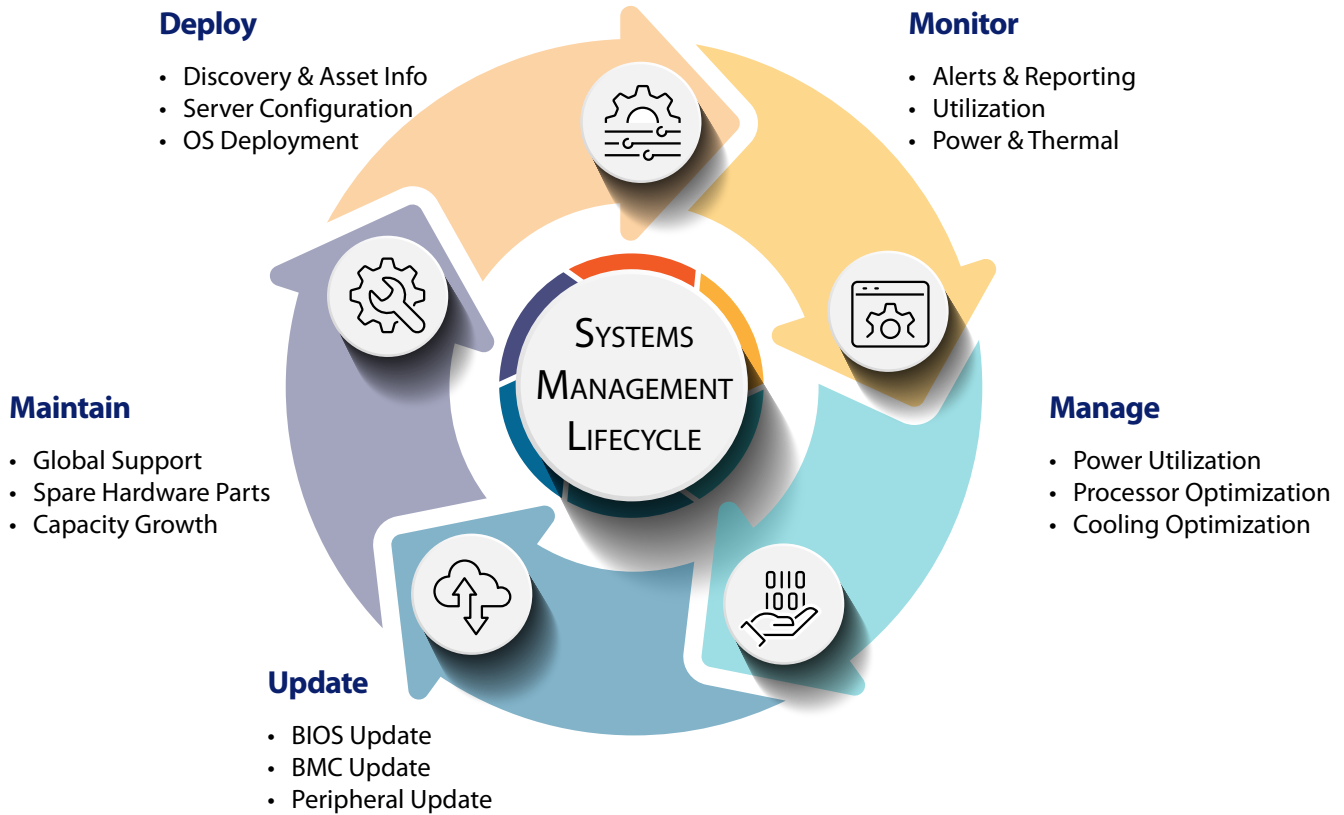 Deploy
• Discovery & Asset Info
• Server Configuration
• OS Deployment
Monitor
• Alerts & Reporting
• Utilization
• Power & Thermal
Systems
Management
Lifecycle
Maintain
• Global Support
• Spare Hardware Parts
• Capacity Growth
Manage
• Power Utilization
• Processor Optimization
• Cooling Optimization
0110
1001
Update
• BIOS Update
• BMC Update
• Peripheral Update